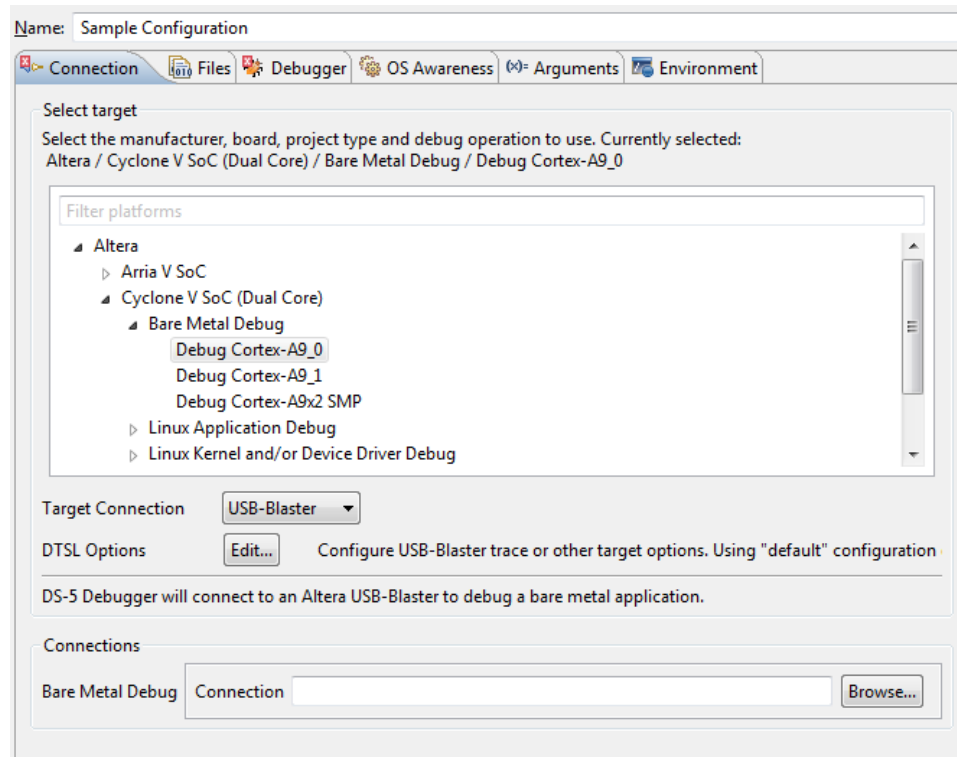 Name: Sample Configuration
Connection Files Debugger OS Awareness (x)= Arguments Environment
Select target
Select the manufacturer, board, project type and debug operation to use. Currently selected:
Altera / Cyclone V SoC (Dual Core) / Bare Metal Debug / Debug Cortex-A9_0
Filter platforms
Altera
Arria V SoC
Cyclone V SoC (Dual Core)
Bare Metal Debug
Debug Cortex-A9_0
Debug Cortex-A9_1
Debug Cortex-A9x2 SMP
Linux Application Debug
Linux Kernel and/or Device Driver Debug
Target Connection USB-Blaster
DTSL Options Edit... Configure USB-Blaster trace or other target options. Using "default" configuration
DS-5 Debugger will connect to an Altera USB-Blaster to debug a bare metal application.
Connections
Bare Metal Debug Connection Browse...